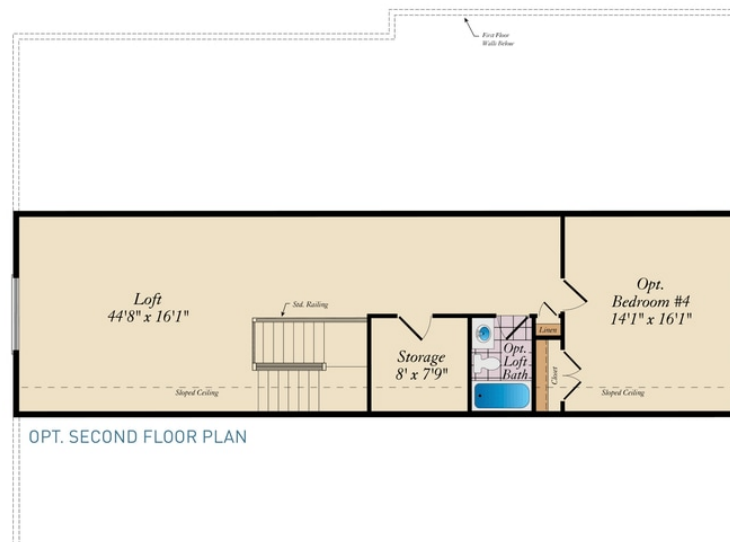 First Floor
Walls Below
Loft
44'8" x 16'1"
Std. Railing
Opt.
Bedroom #4
14'1" x 16'1"
Linen
Storage
8' x 7'9"
Opt.
Loft
Bath
Closet
Sloped Ceiling
Sloped Ceiling
OPT. SECOND FLOOR PLAN